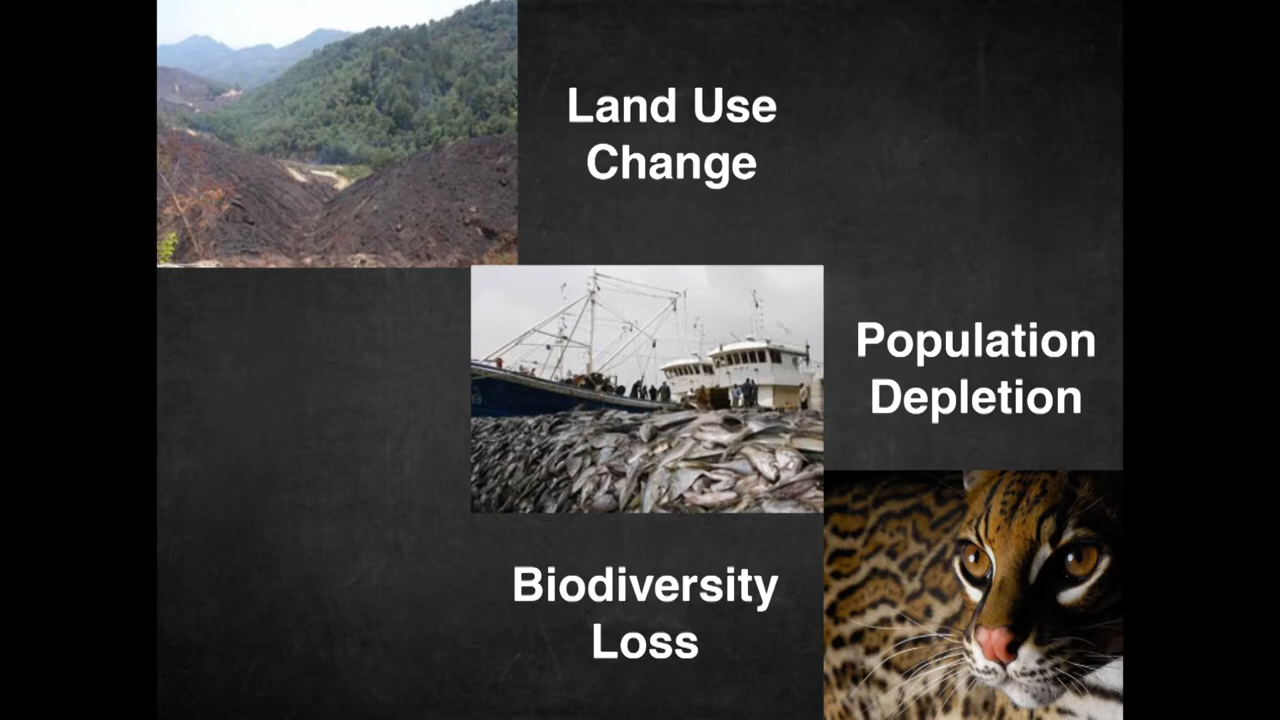 Land Use
Change
Population
Depletion
Biodiversity
Loss